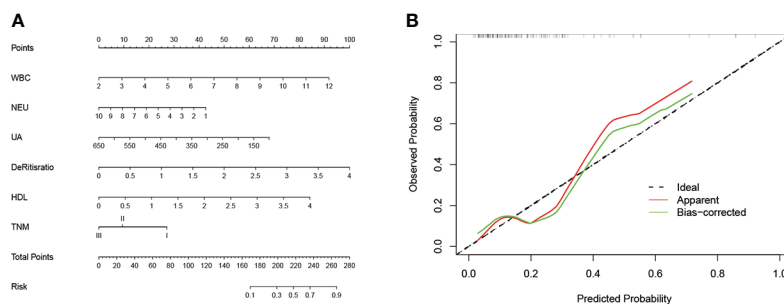 A
Points
0 10 20 30 40 50 60 70 80 90 100
WBC
2 3 4 5 6 7 8 9 10 12
NEU
10 9 8 7 6 5 4 3 2 1
UA
650 550 450 350 250 150
DeRitisratio
0 0.5 1 1.5 2 2.5 3 3.5 4
HDL
0 0.5 1 1.5 2 2.5 3 3.5 4
II
TNM
III I
Total Points
0 20 40 60 80 100 120 140 160 180 200 220 240 260 280
Risk
0.1 0.3 0.5 0.7 0.9
B
Observed Probability
1.0
0.8
0.6
0.4
0.2
0.0
Ideal
Apparent
Bias-corrected
0.0 0.2 0.4 0.6 0.8 1.0
Predicted Probability